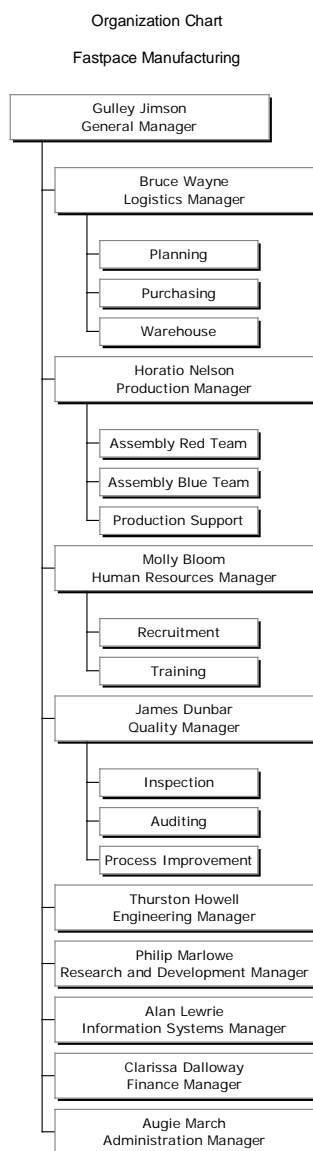 Organization Chart
Fastpace Manufacturing
Gulley Jimson
General Manager
Bruce Wayne
Logistics Manager
Planning
Purchasing
Warehouse
Horatio Nelson
Production Manager
Assembly Red Team
Assembly Blue Team
Production Support
Molly Bloom
Human Resources Manager
Recruitment
Training
James Dunbar
Quality Manager
Inspection
Auditing
Process Improvement
Thurston Howell
Engineering Manager
Philip Marlowe
Research and Development Manager
Alan Lewrie
Information Systems Manager
Clarissa Dalloway
Finance Manager
Augie March
Administration Manager